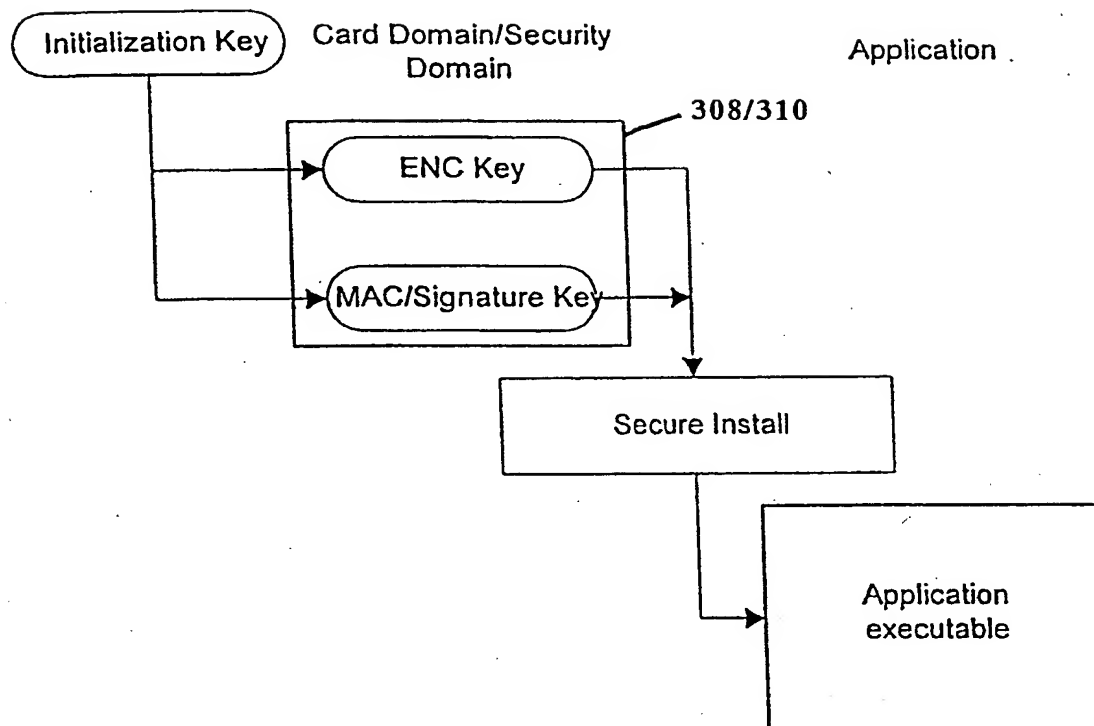 Initialization Key
Card Domain/Security
Domain
Application
308/310
ENC Key
MAC/Signature Key
Secure Install
Application
executable